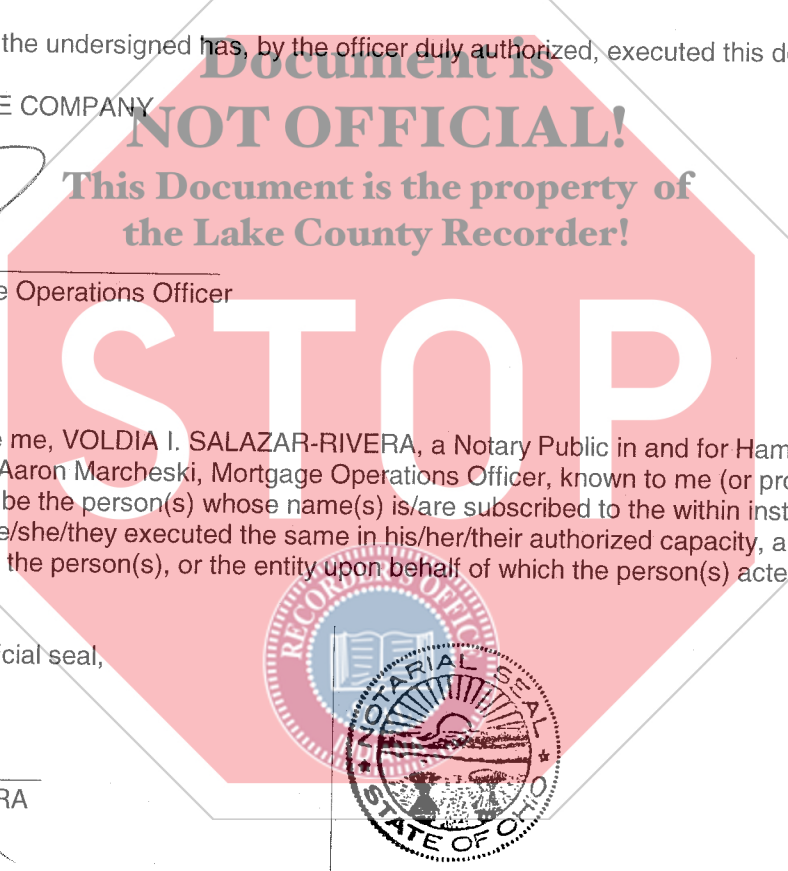 the undersigned has, by the officer duly authorized, executed this d
Document is
E COMPANY
NOT OFFICIAL!
This Document is the property of
the Lake County Recorder!
e Operations Officer
STOP
e me, VOLDIA I. SALAZAR-RIVERA, a Notary Public in and for Ham
Aaron Marcheski, Mortgage Operations Officer, known to me (or pro
be the person(s) whose name(s) is/are subscribed to the within inst
e/she/they executed the same in his/her/their authorized capacity, a
the person(s), or the entity upon behalf of which the person(s) acte
RECORDER'S OFFICE
cial seal,
NOTARIAL SEAL
STATE OF OHIO
RA